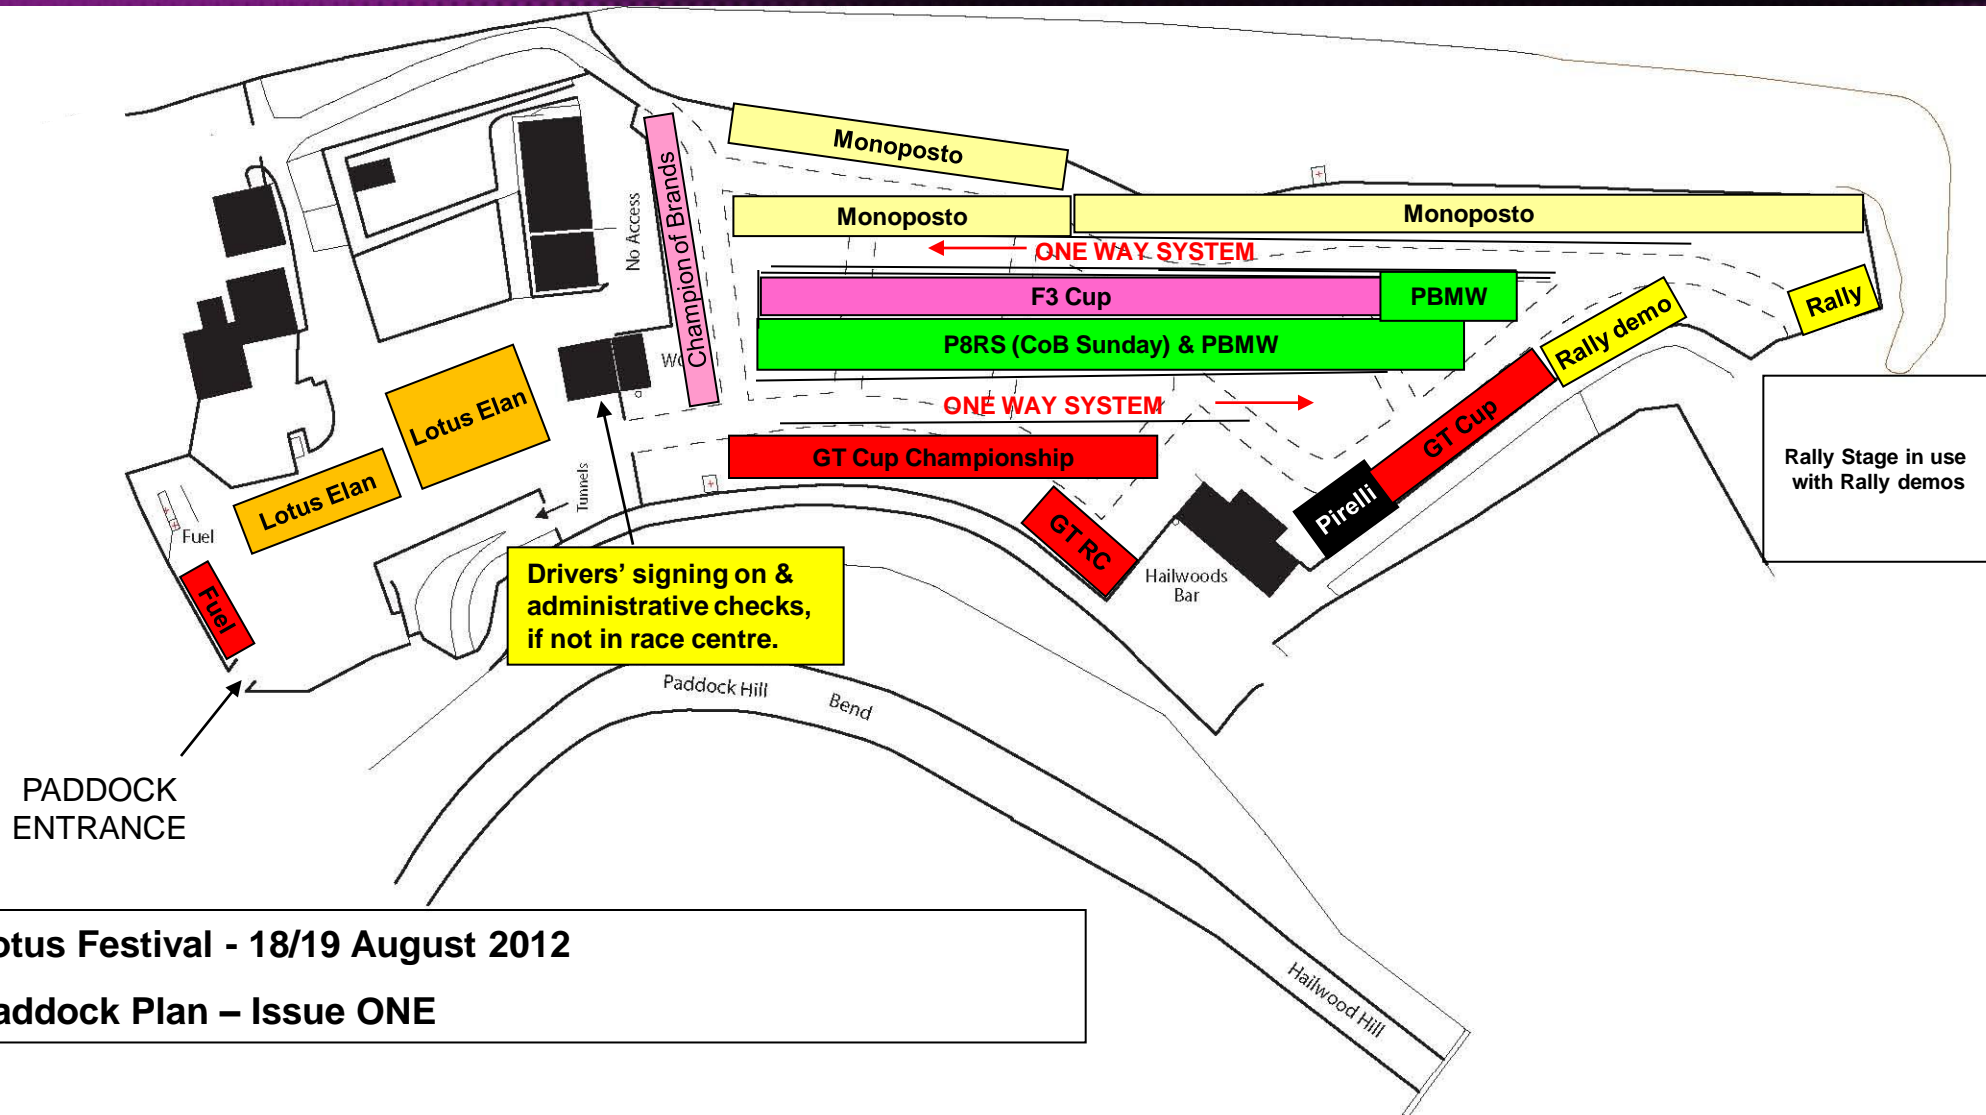 Monoposto
Monoposto
Monoposto
No Access
Champion of Brands
ONE WAY SYSTEM
F3 Cup
PBMW
Rally demo
Rally
P8RS (CoB Sunday) & PBMW
ONE WAY SYSTEM
Lotus Elan
Lotus Elan
GT Cup Championship
GT Cup
Pirelli
GT RC
Rally Stage in use
with Rally demos
Tunnels
Fuel
Fuel
Hailwoods
Bar
Drivers’ signing on &
administrative checks,
if not in race centre.
Paddock Hill Bend
PADDOCK
ENTRANCE
Hailwood Hill
otus Festival - 18/19 August 2012
addock Plan – Issue ONE